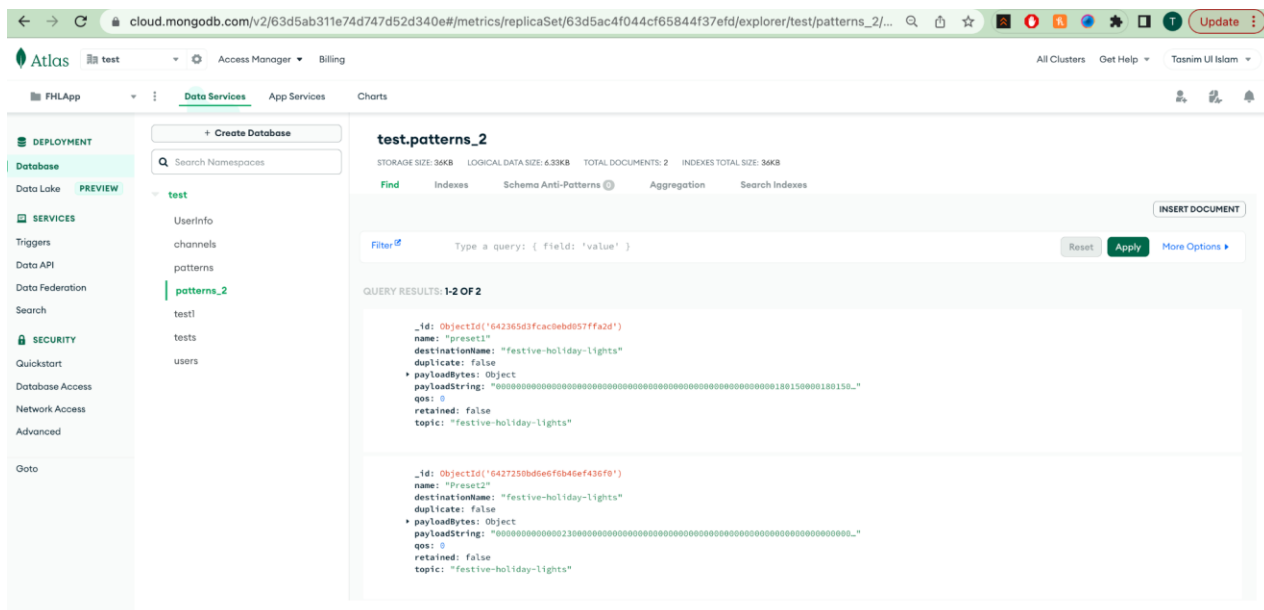 cloud.mongodb.com/v2/63d5ab311e74d747d52d340e#/metrics/replicaSet/63d5ac4f044cf65844f37efd/explorer/test/patterns_2/...
T
Update
Atlas
test
Access Manager
Billing
All Clusters
Get Help
Tasnim Ul Islam
FHLApp
Data Services
App Services
Charts
DEPLOYMENT
Database
Data Lake PREVIEW
SERVICES
Triggers
Data API
Data Federation
Search
SECURITY
Quickstart
Database Access
Network Access
Advanced
Goto
+ Create Database
Search Namespaces
test
UserInfo
channels
patterns
patterns_2
test1
tests
users
test.patterns_2
STORAGE SIZE: 36KB LOGICAL DATA SIZE: 6.33KB TOTAL DOCUMENTS: 2 INDEXES TOTAL SIZE: 36KB
Find
Indexes
Schema Anti-Patterns 0
Aggregation
Search Indexes
INSERT DOCUMENT
Filter
Type a query: { field: 'value' }
Reset
Apply
More Options
QUERY RESULTS: 1-2 OF 2
_id: ObjectId('642365d3fcac0ebd057ffa2d')
name: "preset1"
destinationName: "festive-holiday-lights"
duplicate: false
payloadBytes: Object
payloadString:
qos: 0
retained: false
topic: "festive-holiday-lights"
_id: ObjectId('6427250bd6e6f6b46ef436f0')
name: "Preset2"
destinationName: "festive-holiday-lights"
duplicate: false
payloadBytes: Object
payloadString:
qos: 0
retained: false
topic: "festive-holiday-lights"